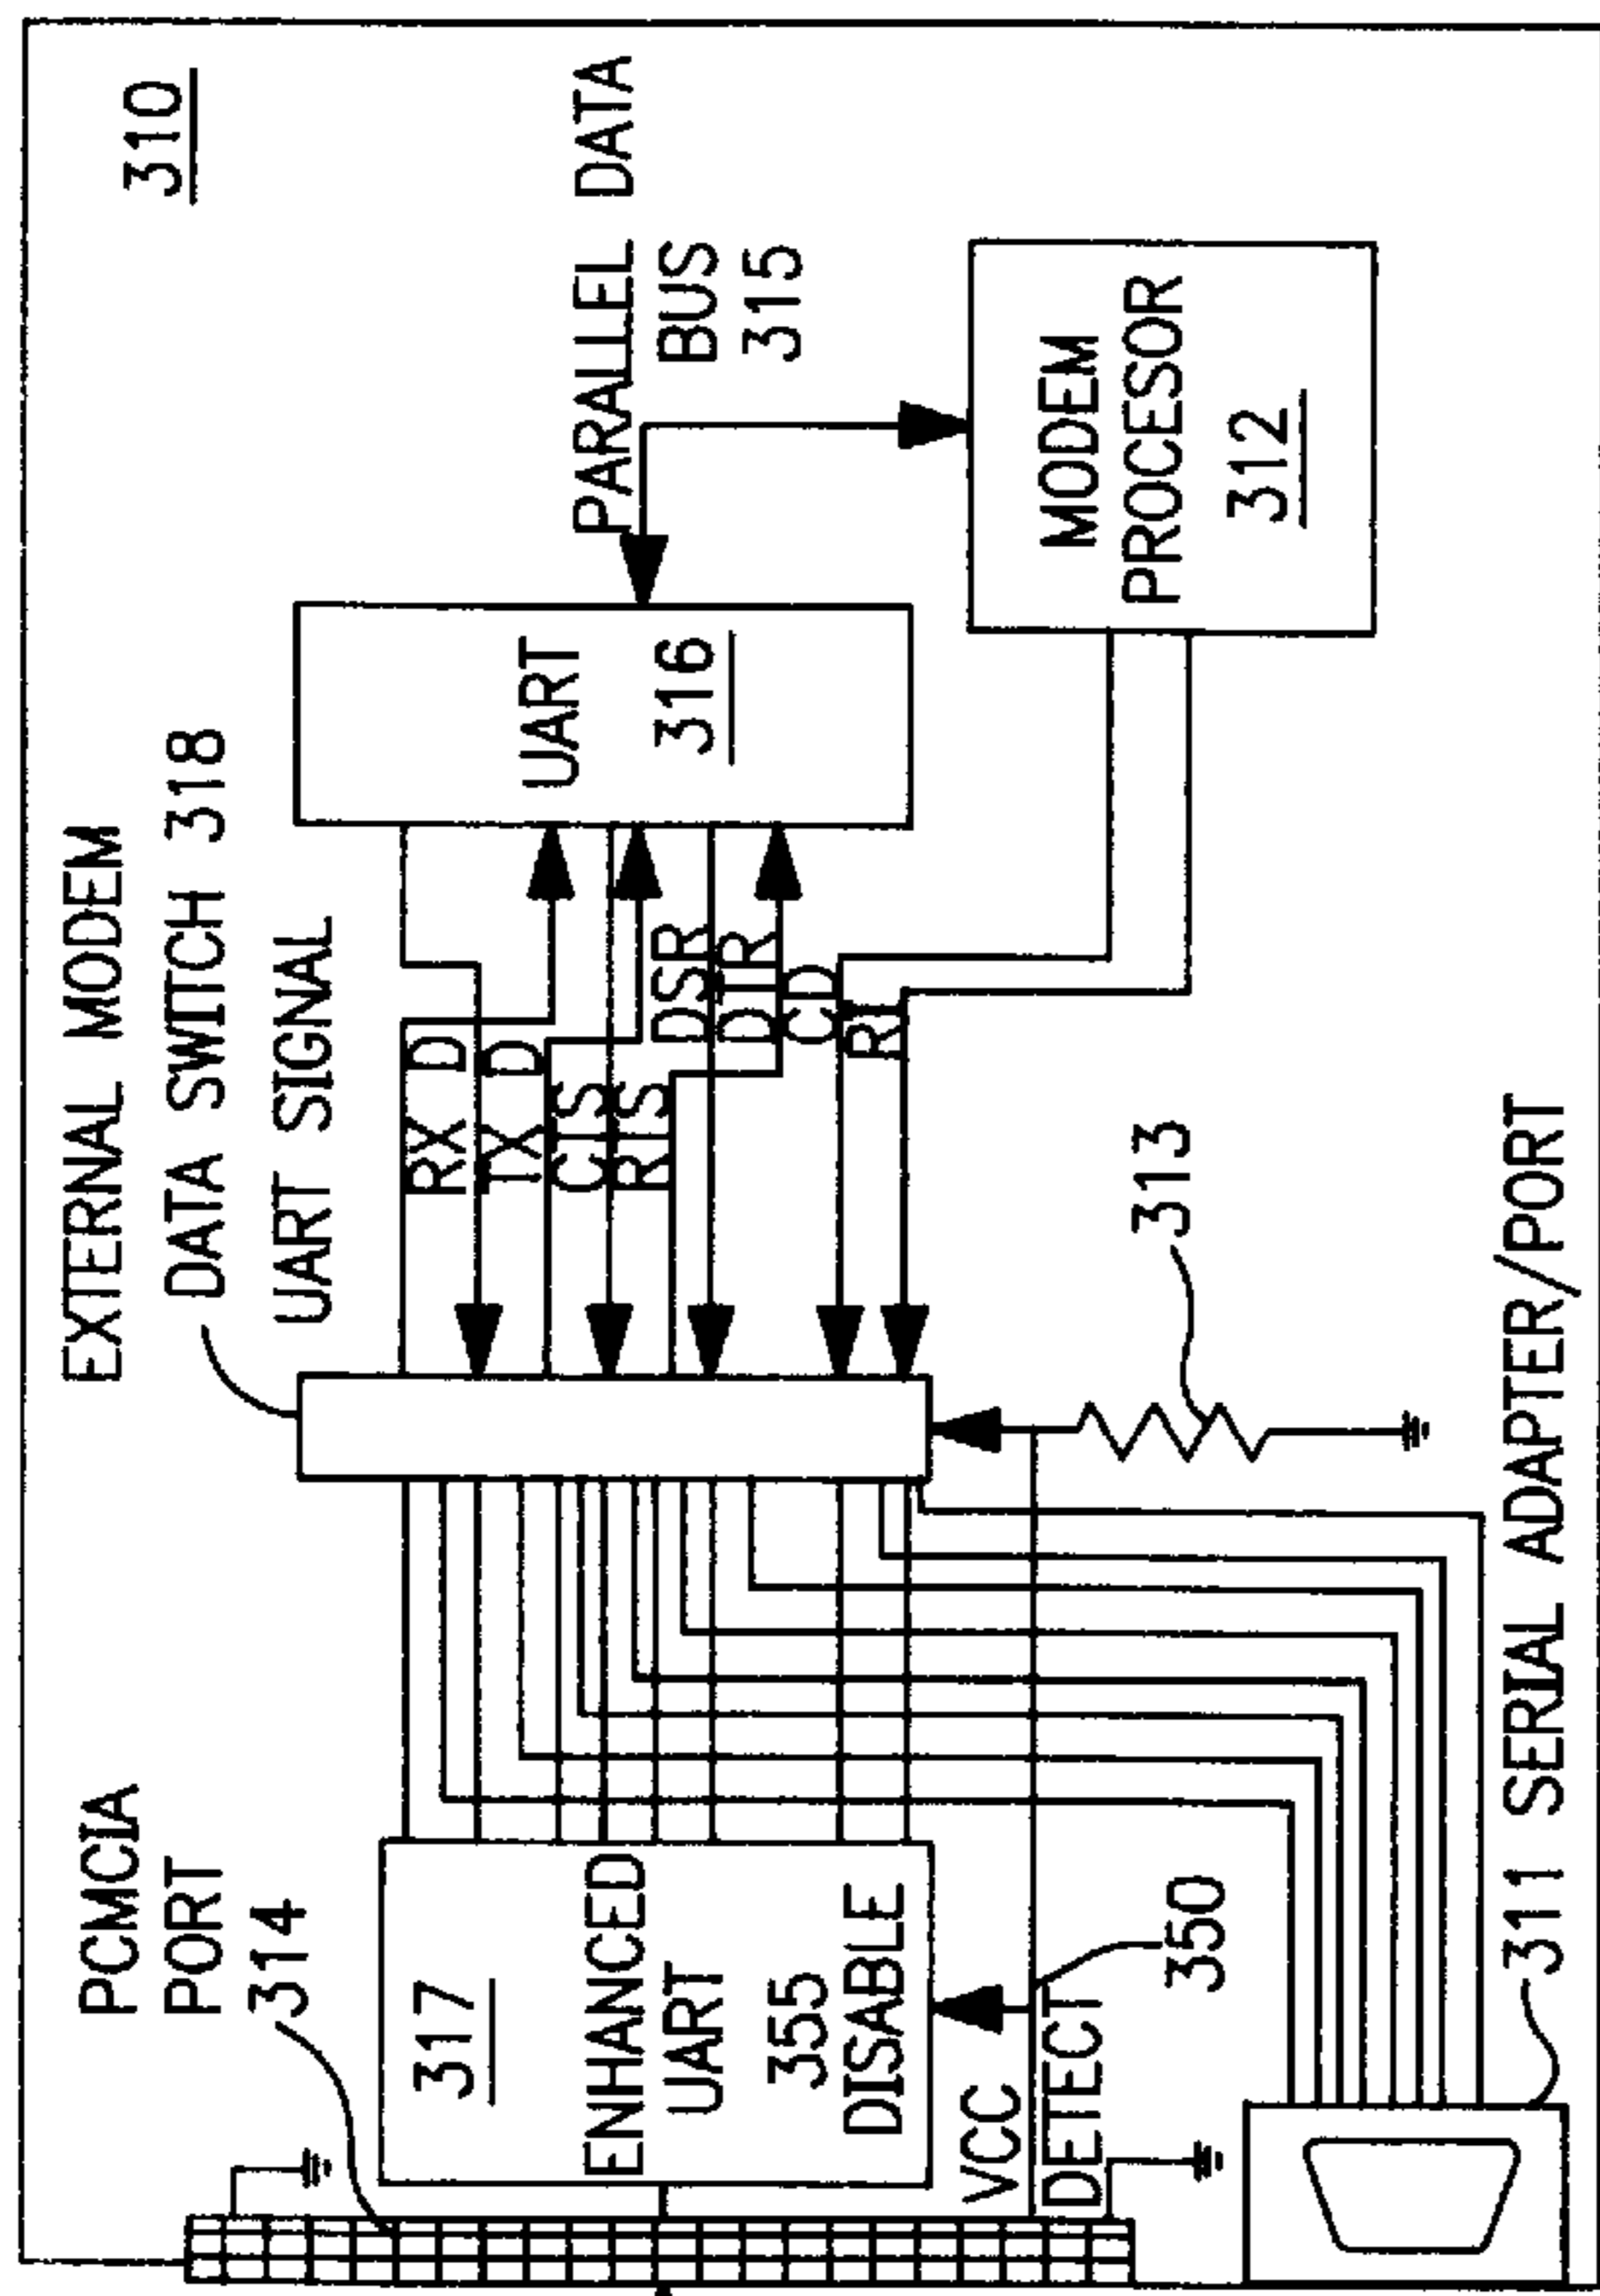 310
EXTERNAL MODEM
DATA SWITCH 318
UART SIGNAL
PCMCIA
PORT
314
317
ENHANCED
UART
355
DISABLE
VCC
DETECT
350
RX D
TX D
CTS
RTS
DSR
DTR
CD
RI
UART
316
PARALLEL DATA
BUS
315
MODEM
PROCESSOR
312
313
311 SERIAL ADAPTER/PORT